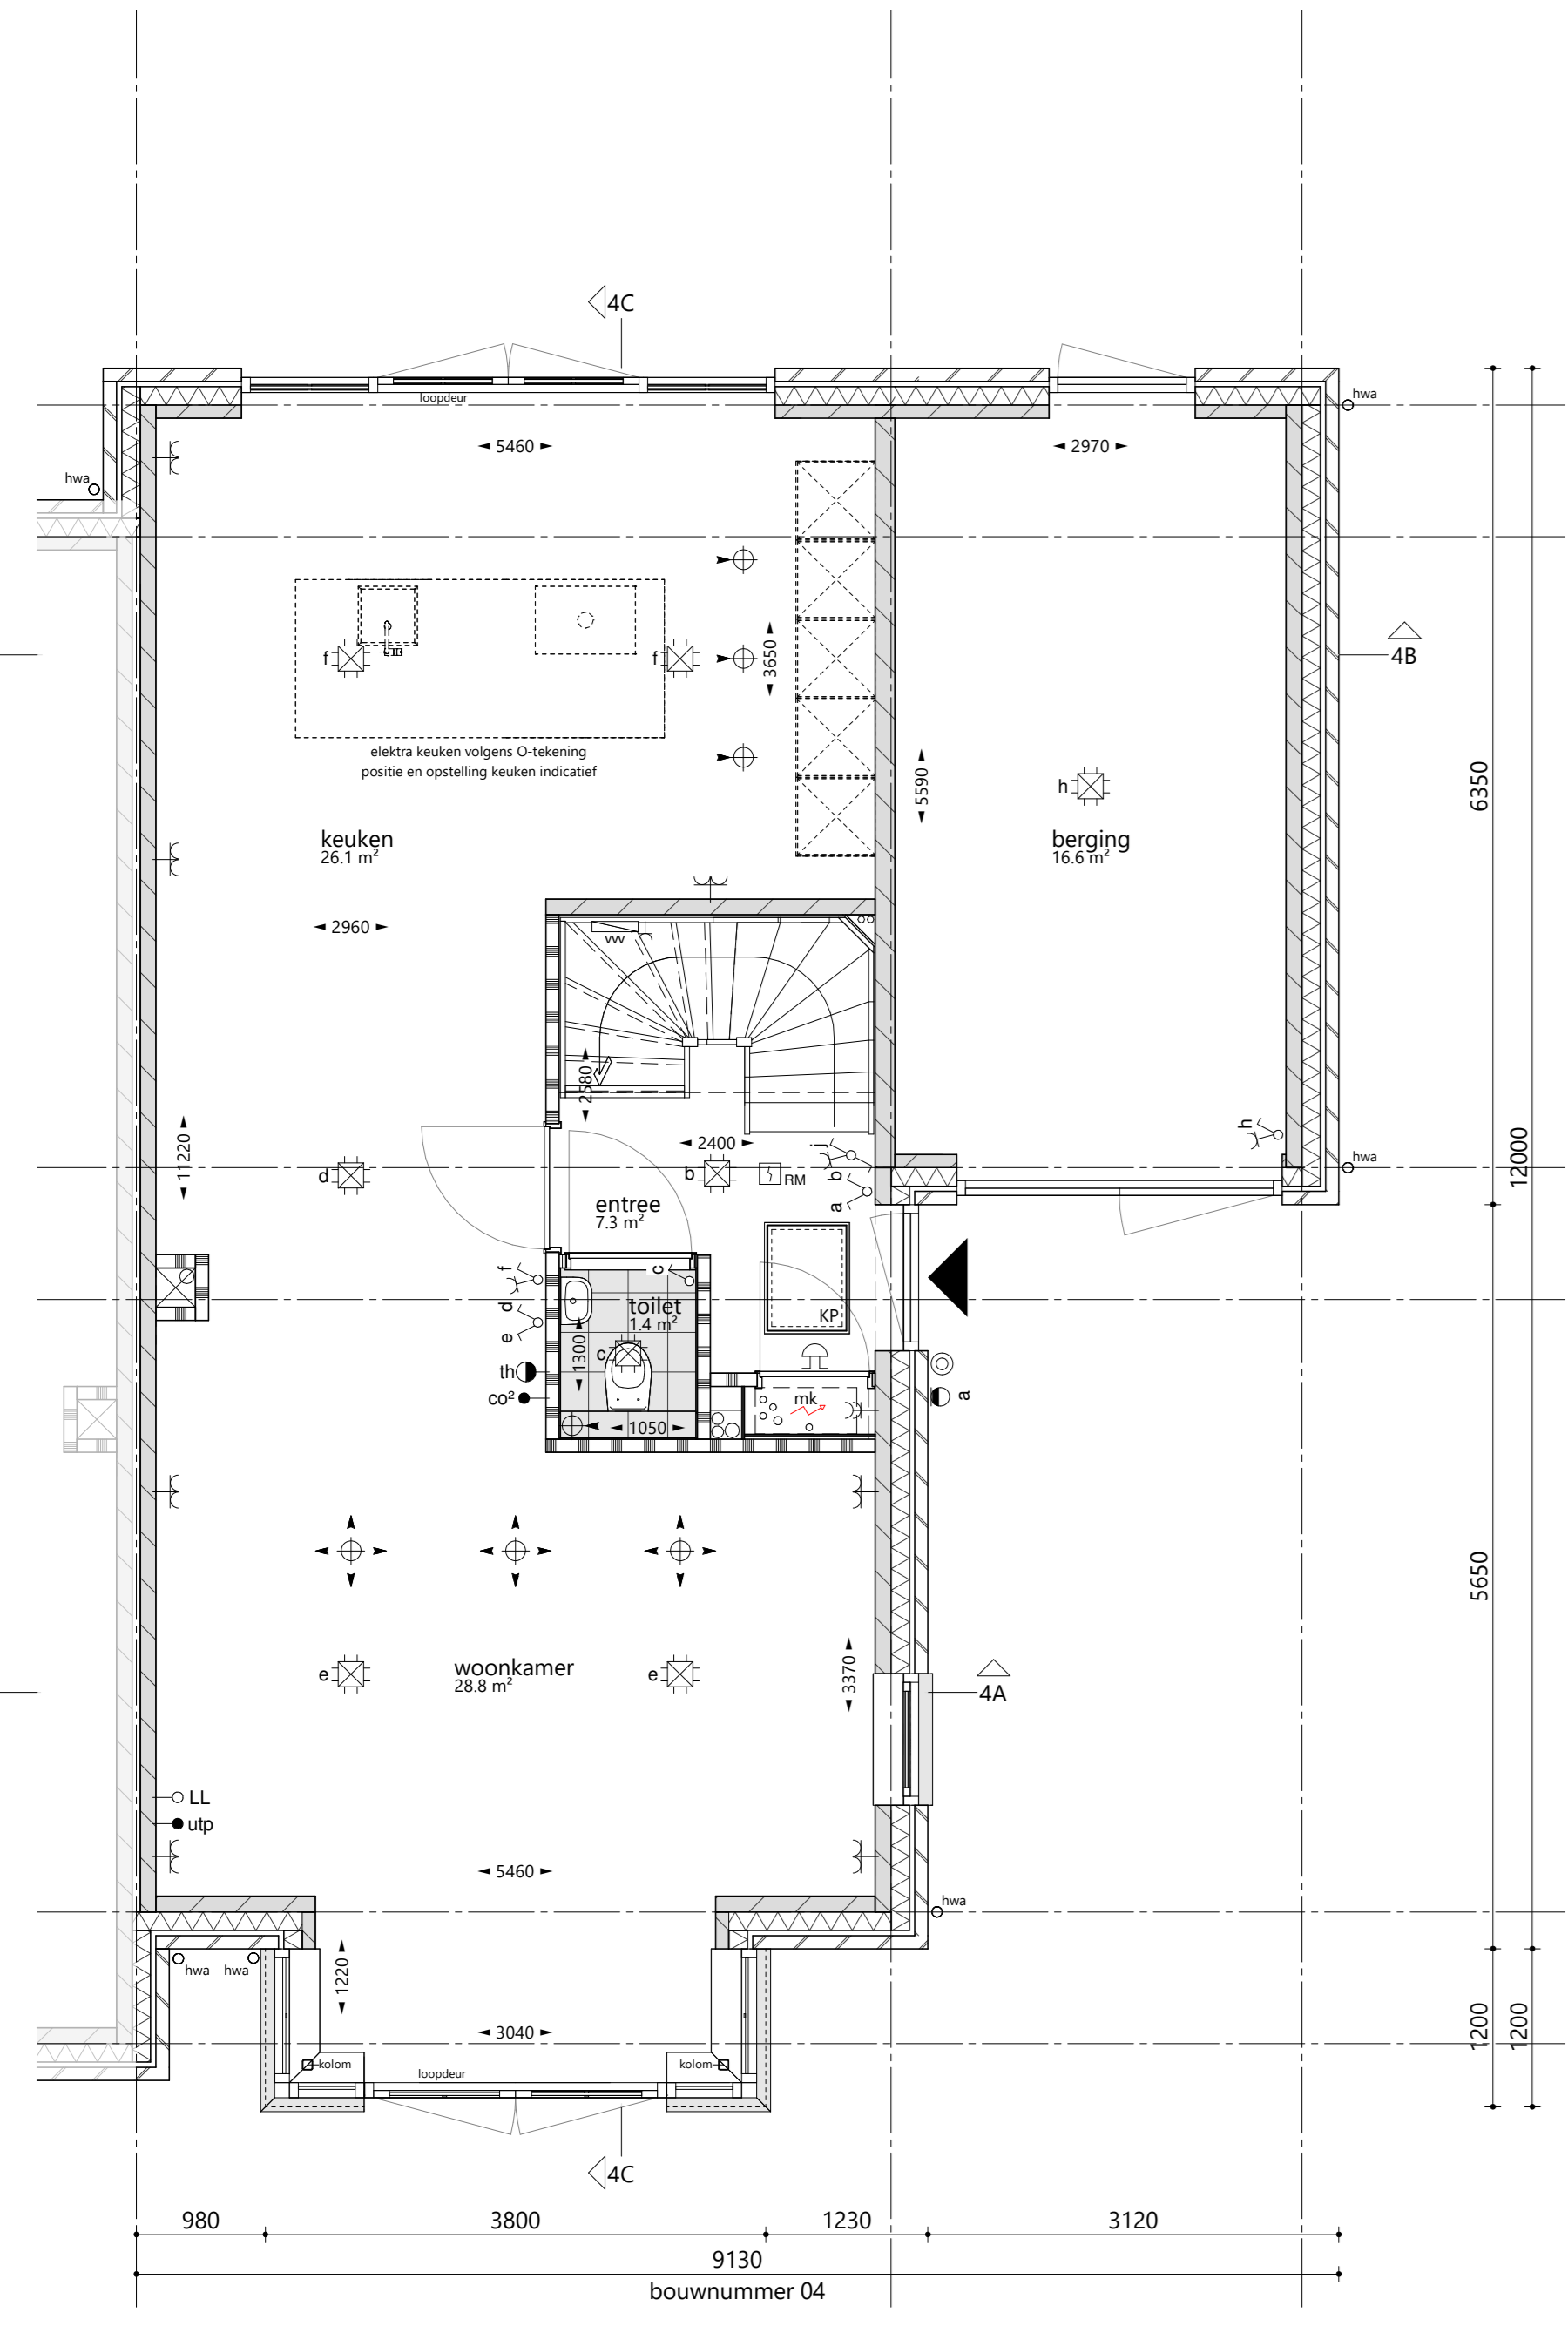 4C
loopdeur
hwa
5460
2970
hwa
f
f
3650
4B
elektra keuken volgens O-tekening
positie en opstelling keuken indicatief
5590
h
6350
keuken
26.1 m²
berging
16.6 m²
2960
vvv
2580
11220
2400
j
h
12000
d
b
RM
b
a
hwa
entree
7.3 m²
f
c
d
e
toilet
1.4 m²
KP
1300
c
th
co²
mk
a
1050
5650
e
woonkamer
28.8 m²
e
3370
4A
LL
utp
5460
hwa
hwa
hwa
1220
3040
1200
1200
kolom
kolom
loopdeur
4C
980
3800
1230
3120
9130
bouwnummer 04